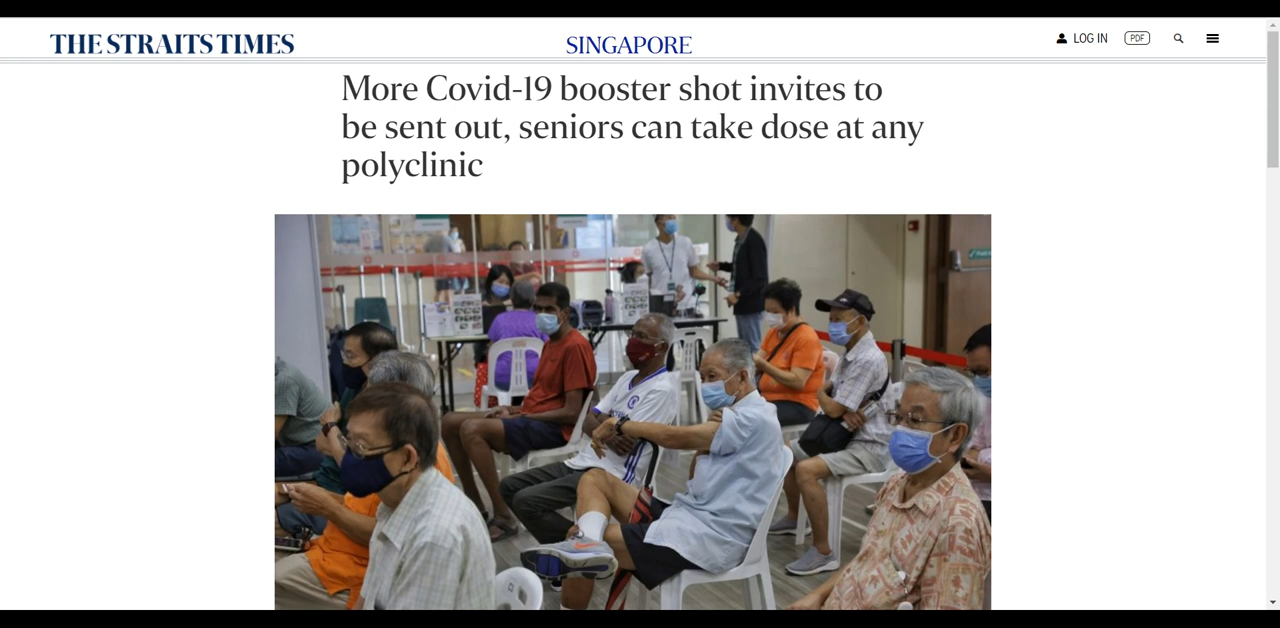 THE STRAITS TIMES
SINGAPORE
LOG IN
PDF
More Covid-19 booster shot invites to
be sent out, seniors can take dose at any
polyclinic